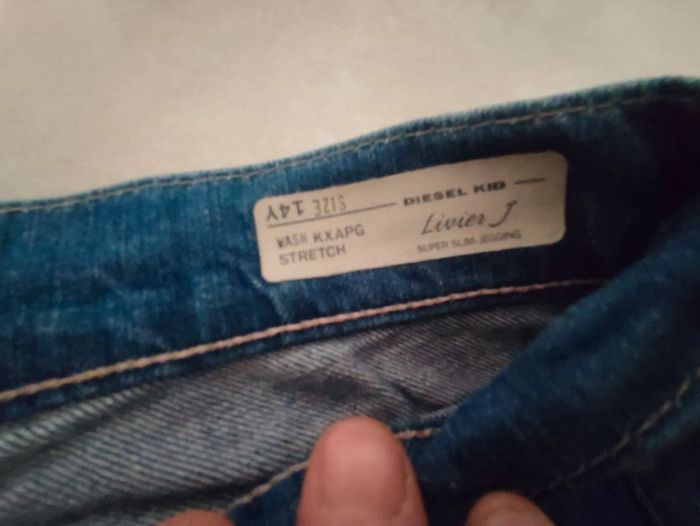 SIZE 14Y
DIESEL KID
WASH KXAPG
STRETCH
Livier J
SUPER SLIM-JEGGING